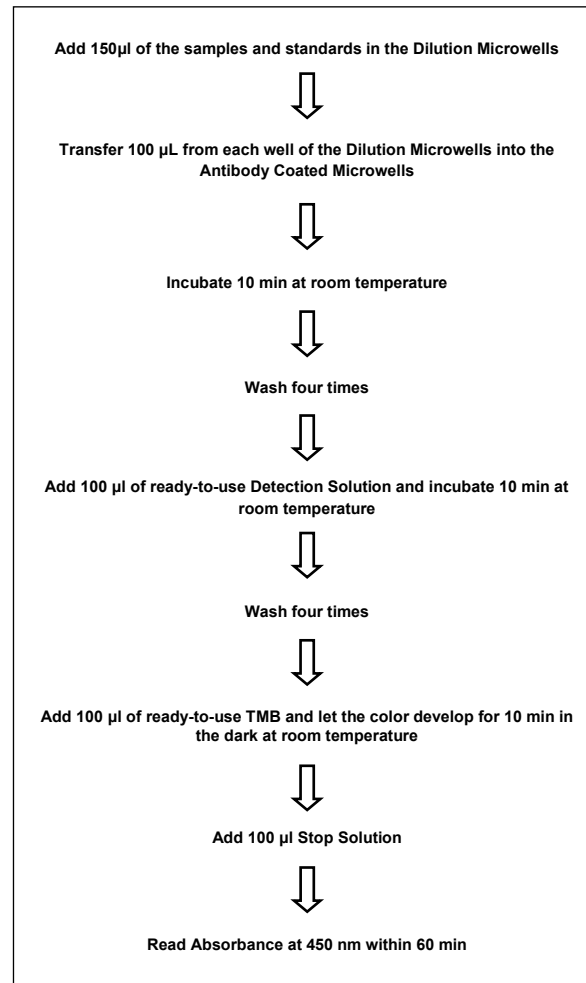 Add 150µl of the samples and standards in the Dilution Microwells
Transfer 100 µL from each well of the Dilution Microwells into the
Antibody Coated Microwells
Incubate 10 min at room temperature
Wash four times
Add 100 µl of ready-to-use Detection Solution and incubate 10 min at
room temperature
Wash four times
Add 100 µl of ready-to-use TMB and let the color develop for 10 min in
the dark at room temperature
Add 100 µl Stop Solution
Read Absorbance at 450 nm within 60 min